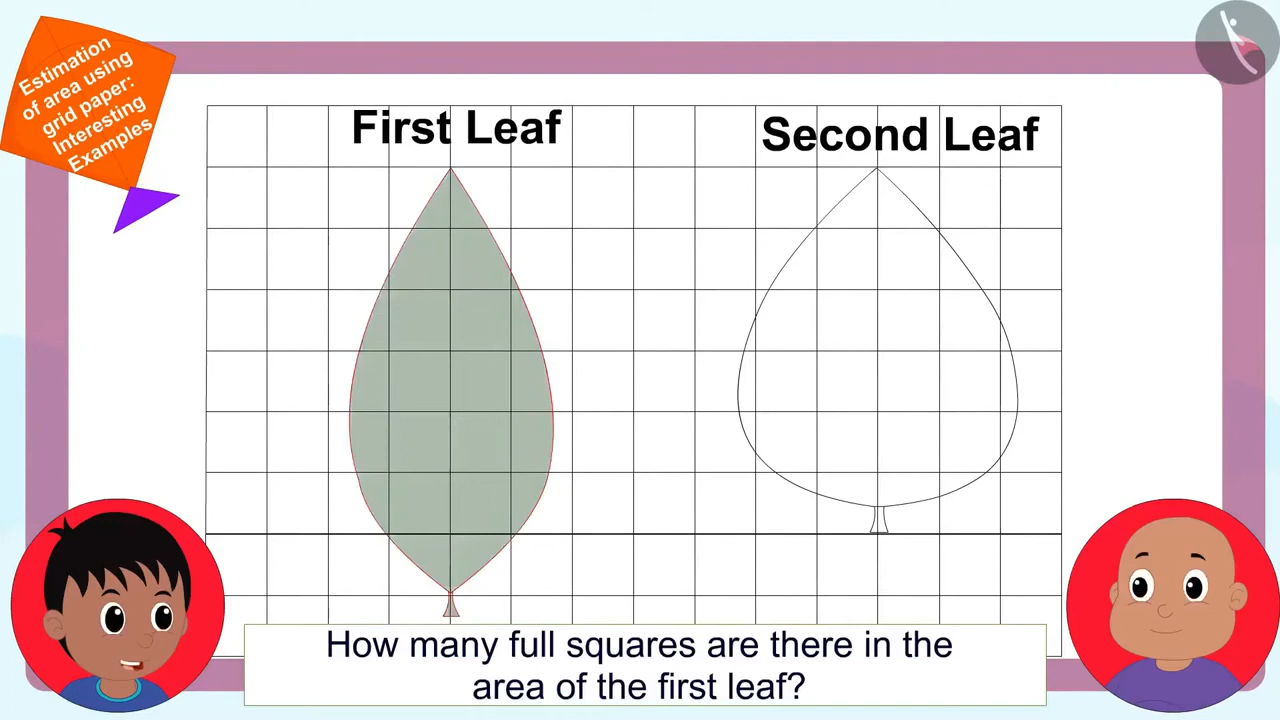 Estimation
of area using
grid paper:
Interesting
Examples
First Leaf
Second Leaf
How many full squares are there in the
area of the first leaf?